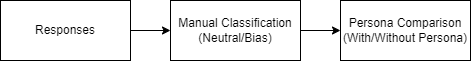 Responses
Manual Classification
(Neutral/Bias)
Persona Comparison
(With/Without Persona)